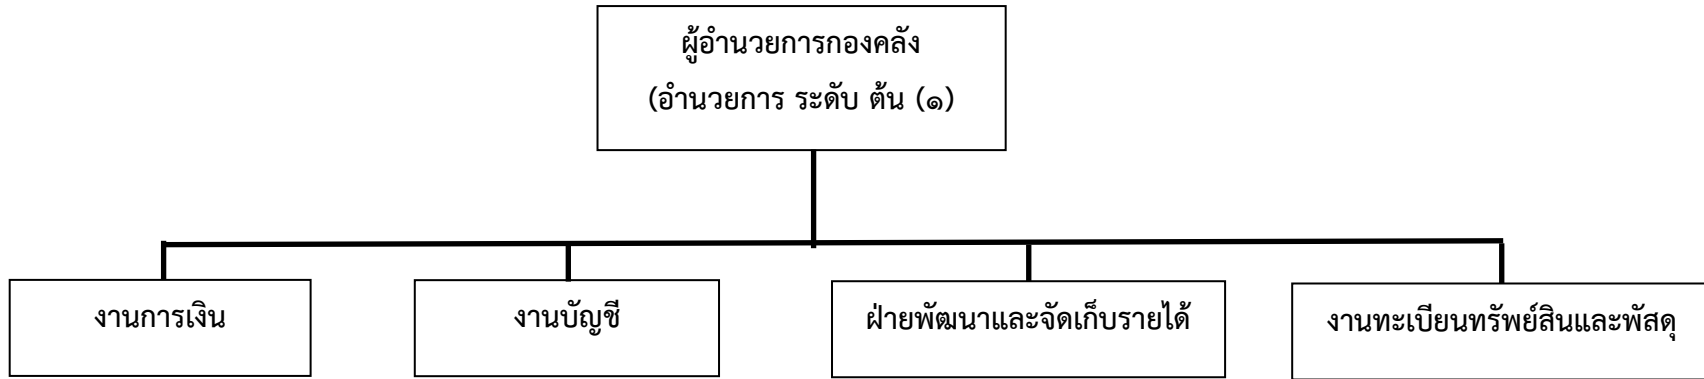 ผู้อำนวยการกองคลัง
(อำนวยการ ระดับ ต้น (๑)
งานการเงิน
งานบัญชี
ฝ่ายพัฒนาและจัดเก็บรายได้
งานทะเบียนทรัพย์สินและพัสดุ